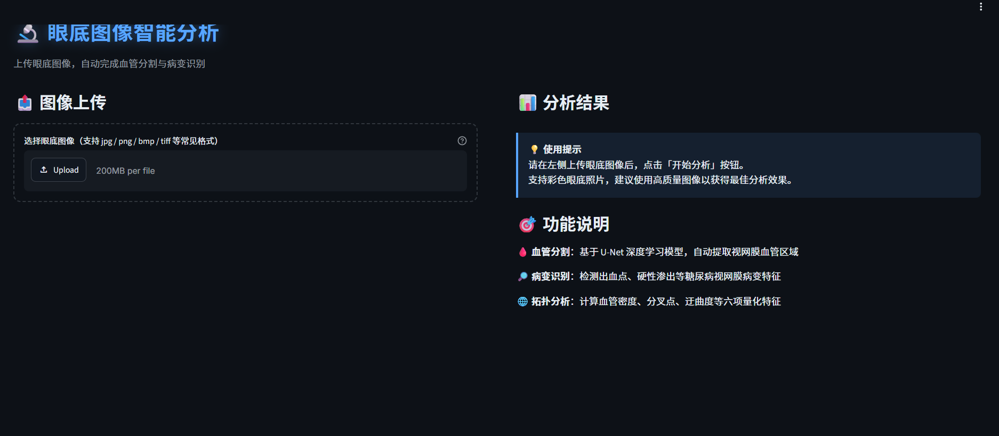 眼底图像智能分析
上传眼底图像，自动完成血管分割与病变识别
图像上传
选择眼底图像（支持 jpg / png / bmp / tiff 等常见格式）
Upload
200MB per file
分析结果
使用提示
请在左侧上传眼底图像后，点击「开始分析」按钮。
支持彩色眼底照片，建议使用高质量图像以获得最佳分析效果。
功能说明
血管分割：基于 U-Net 深度学习模型，自动提取视网膜血管区域
病变识别：检测出血点、硬性渗出等糖尿病视网膜病变特征
拓扑分析：计算血管密度、分叉点、迂曲度等六项量化特征